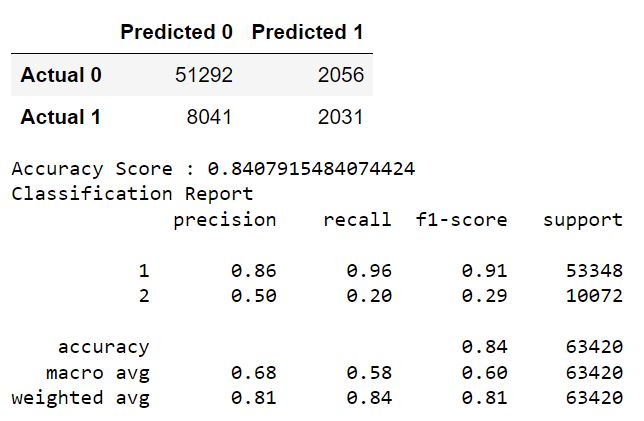 Predicted 0 Predicted 1
Actual 0 51292 2056
Actual 1 8041 2031
Accuracy Score : 0.8407915484074424
Classification Report
precision recall f1-score support
1 0.86 0.96 0.91 53348
2 0.50 0.20 0.29 10072
accuracy 0.84 63420
macro avg 0.68 0.58 0.60 63420
weighted avg 0.81 0.84 0.81 63420